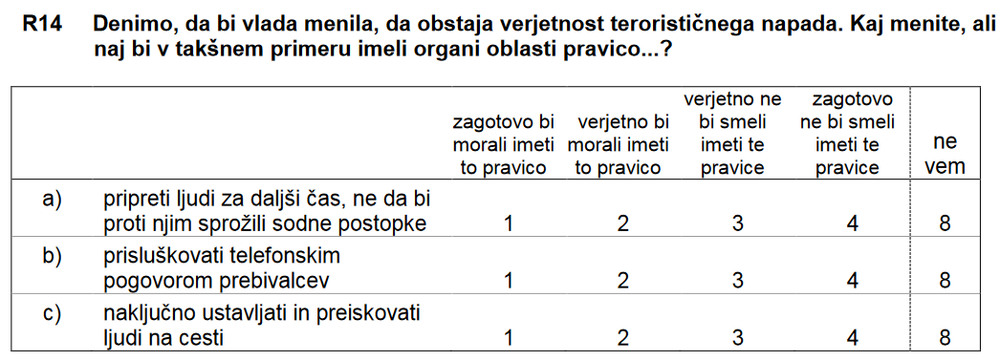 R14 Denimo, da bi vlada menila, da obstaja verjetnost terorističnega napada. Kaj menite, ali
naj bi v takšnem primeru imeli organi oblasti pravico...?
zagotovo bi
morali imeti
to pravico
verjetno bi
morali imeti
to pravico
verjetno ne
bi smeli
imeti te
pravice
zagotovo
ne bi smeli
imeti te
pravice
ne
vem
a) pripreti ljudi za daljši čas, ne da bi
proti njim sprožili sodne postopke 1 2 3 4 8
b) prisluškovati telefonskim
pogovorom prebivalcev 1 2 3 4 8
c) naključno ustavljati in preiskovati
ljudi na cesti 1 2 3 4 8